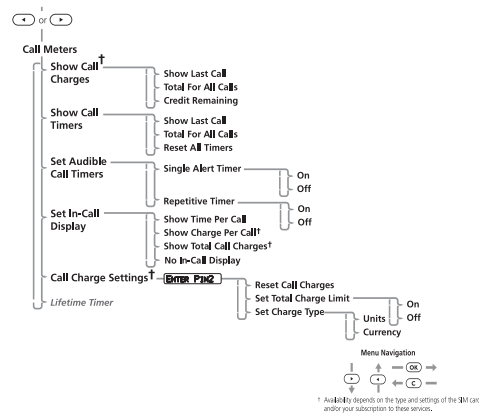 or
Call Meters
Show Call†
Charges
Show Last Call
Total For All Calls
Credit Remaining
Show Call
Timers
Show Last Call
Total For All Calls
Reset All Timers
Set Audible
Call Timers
Single Alert Timer
On
Off
Repetitive Timer
On
Off
Set In-Call
Display
Show Time Per Call
Show Charge Per Call†
Show Total Call Charges†
No In-Call Display
Call Charge Settings†
ENTER PIN2
Reset Call Charges
Set Total Charge Limit
On
Off
Set Charge Type
Units
Currency
Lifetime Timer
Menu Navigation
OK
C
† Availability depends on the type and settings of the SIM card
and/or your subscription to these services.